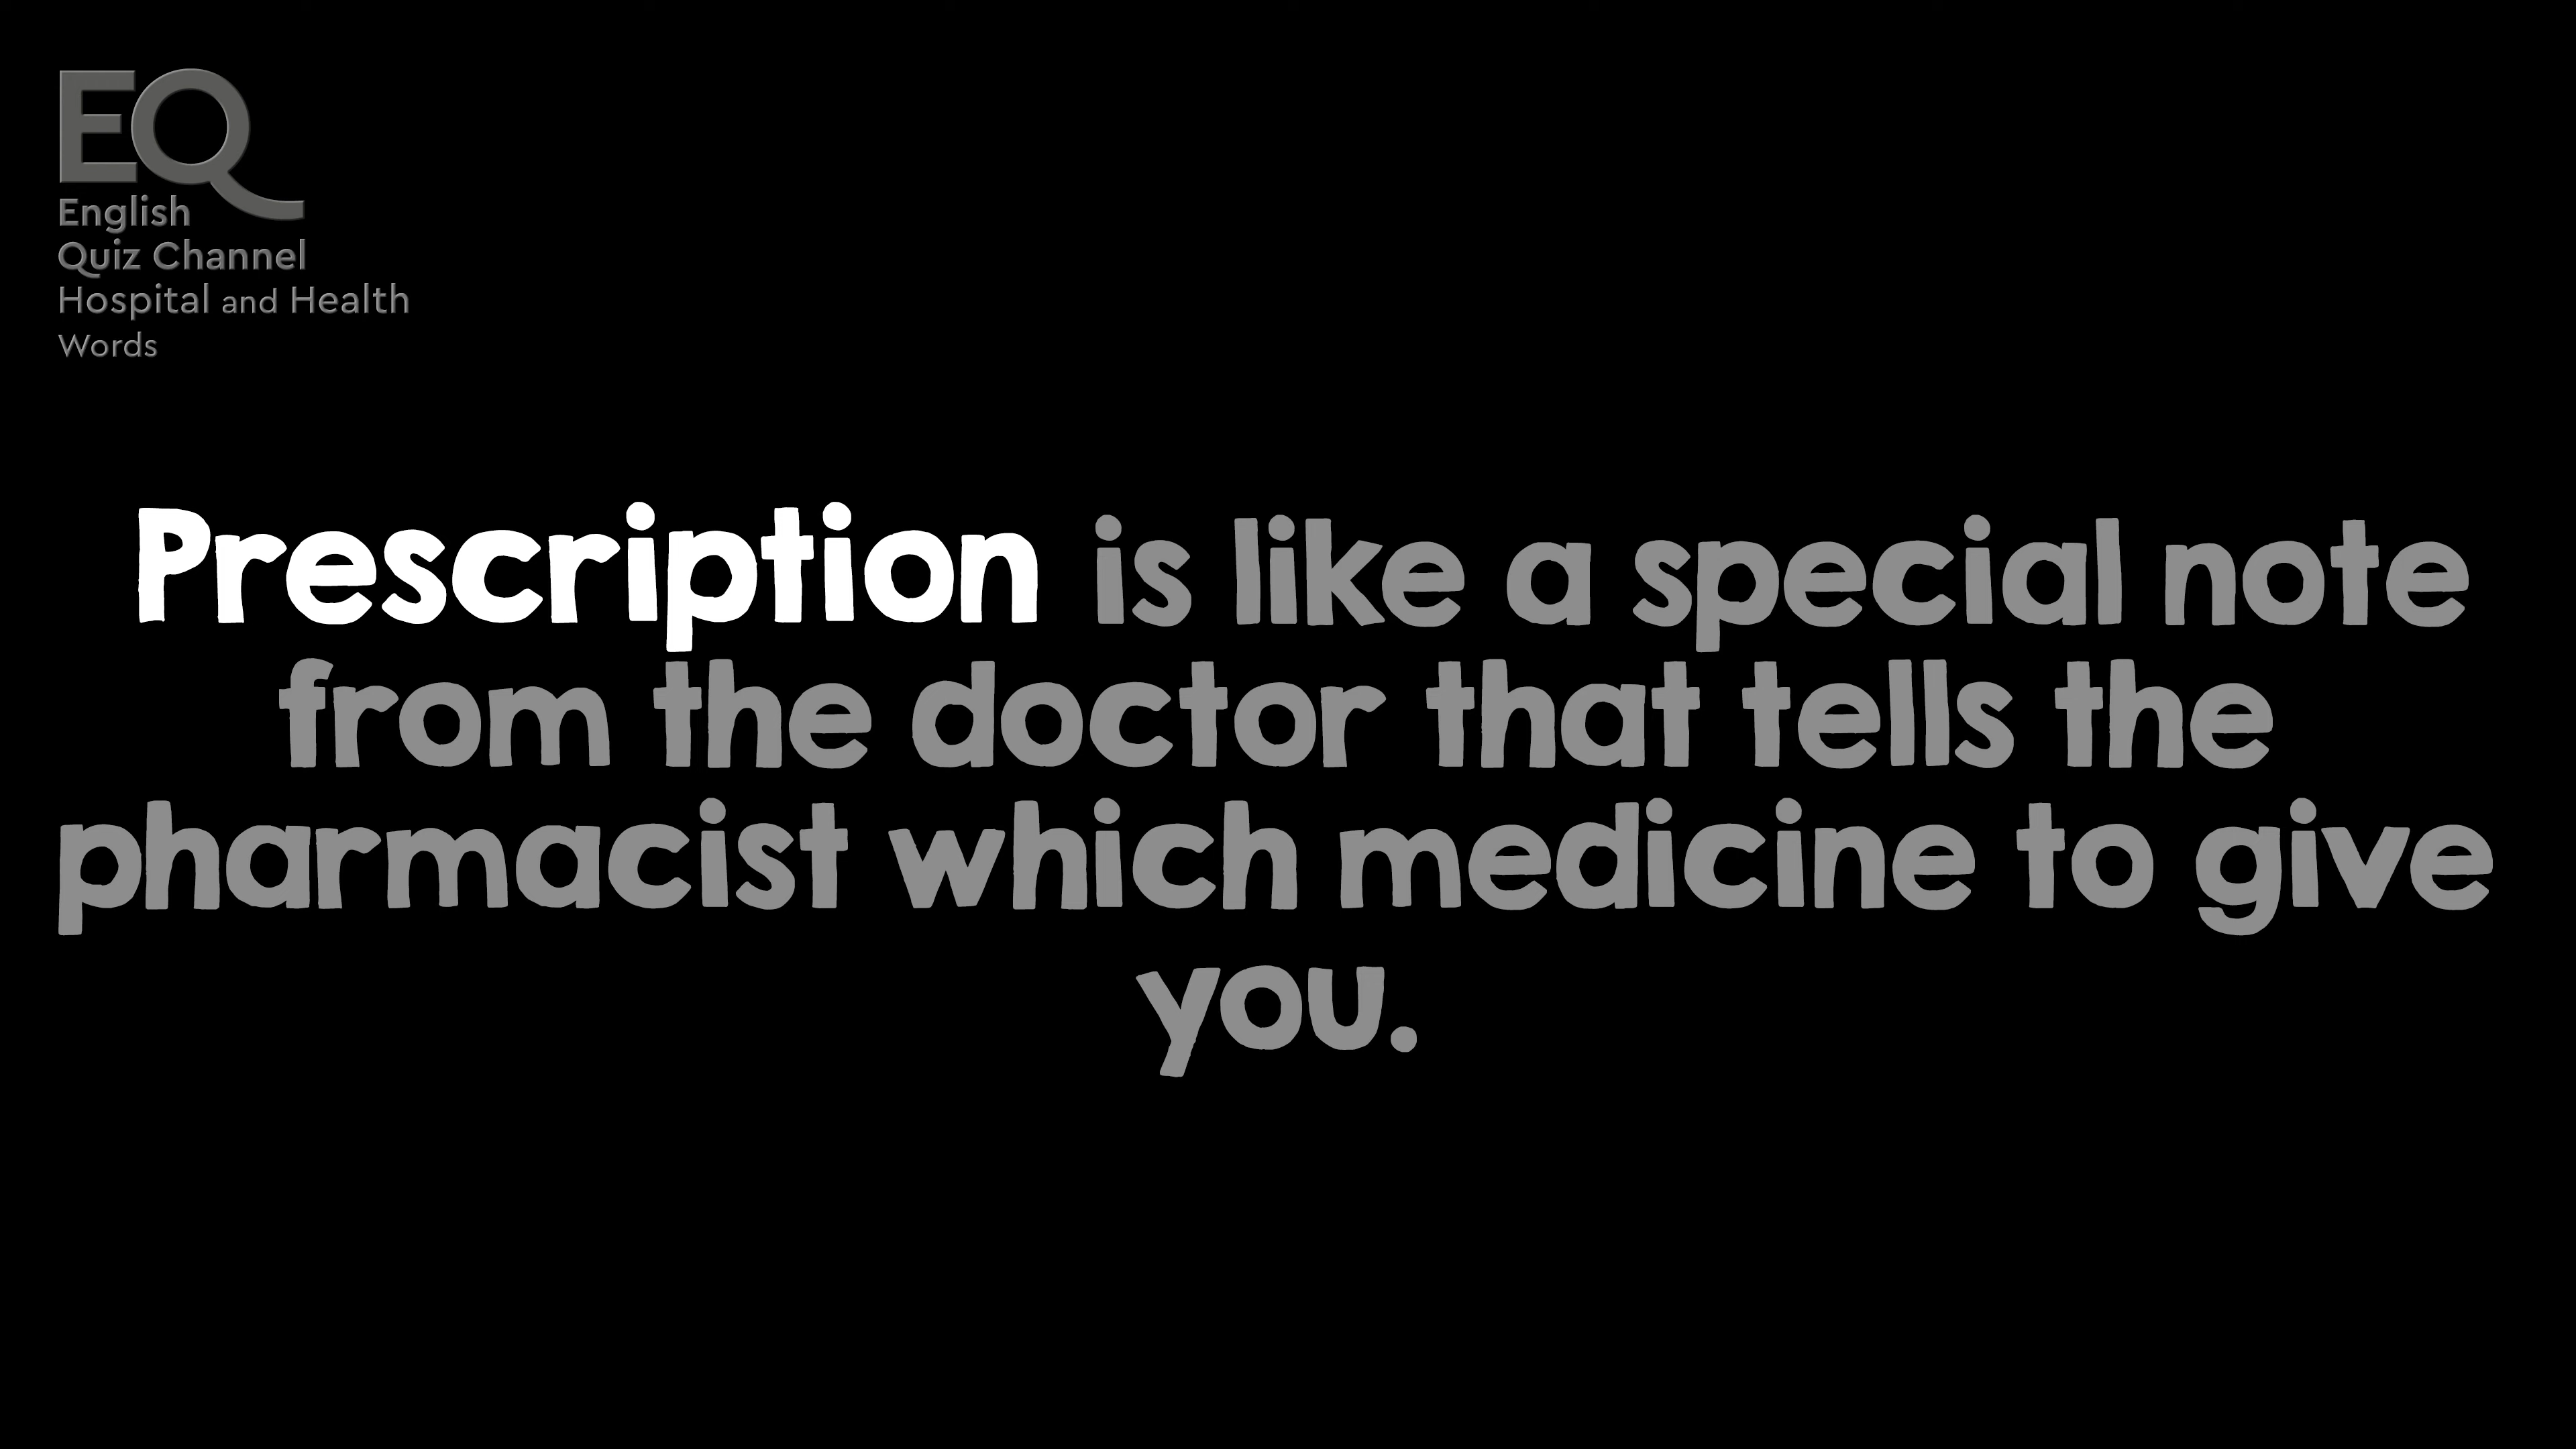 EQ
English
Quiz Channel
Hospital and Health
Words
Prescription is like a special note
from the doctor that tells the
pharmacist which medicine to give
you.